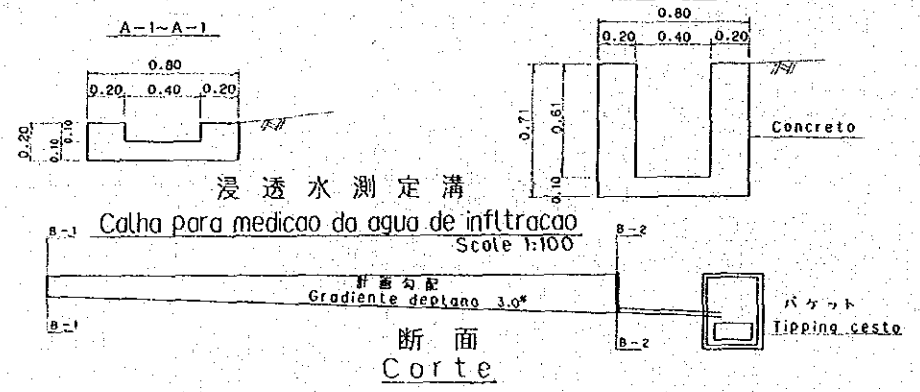 A-1~A-1
0.80
0.20 0.40 0.20
0.20
0.10
0.10
0.80
0.20 0.40 0.20
0.71
0.61
0.10
Concreto
浸透水測定溝
Calha para medicao da agua de infltracao
Scale 1:100
B-1
B-2
計画勾配
Gradiente deplano 3.0%
バケット
Tipping cesto
B-1
B-2
断面
Corte